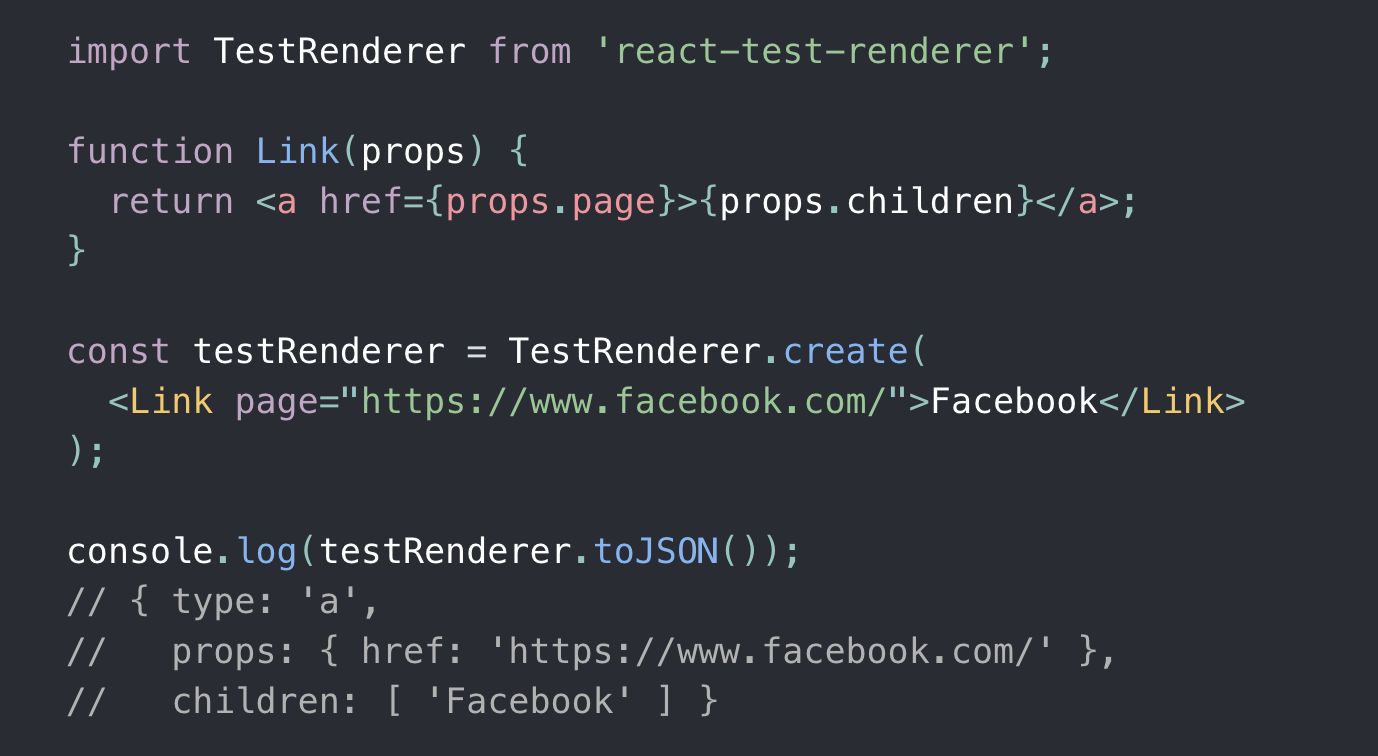 import TestRenderer from 'react-test-renderer';
function Link(props) {
  return <a href={props.page}>{props.children}</a>;
}
const testRenderer = TestRenderer.create(
  <Link page="https://www.facebook.com/">Facebook</Link>
);
console.log(testRenderer.toJSON());
// { type: 'a',
//   props: { href: 'https://www.facebook.com/' },
//   children: [ 'Facebook' ] }